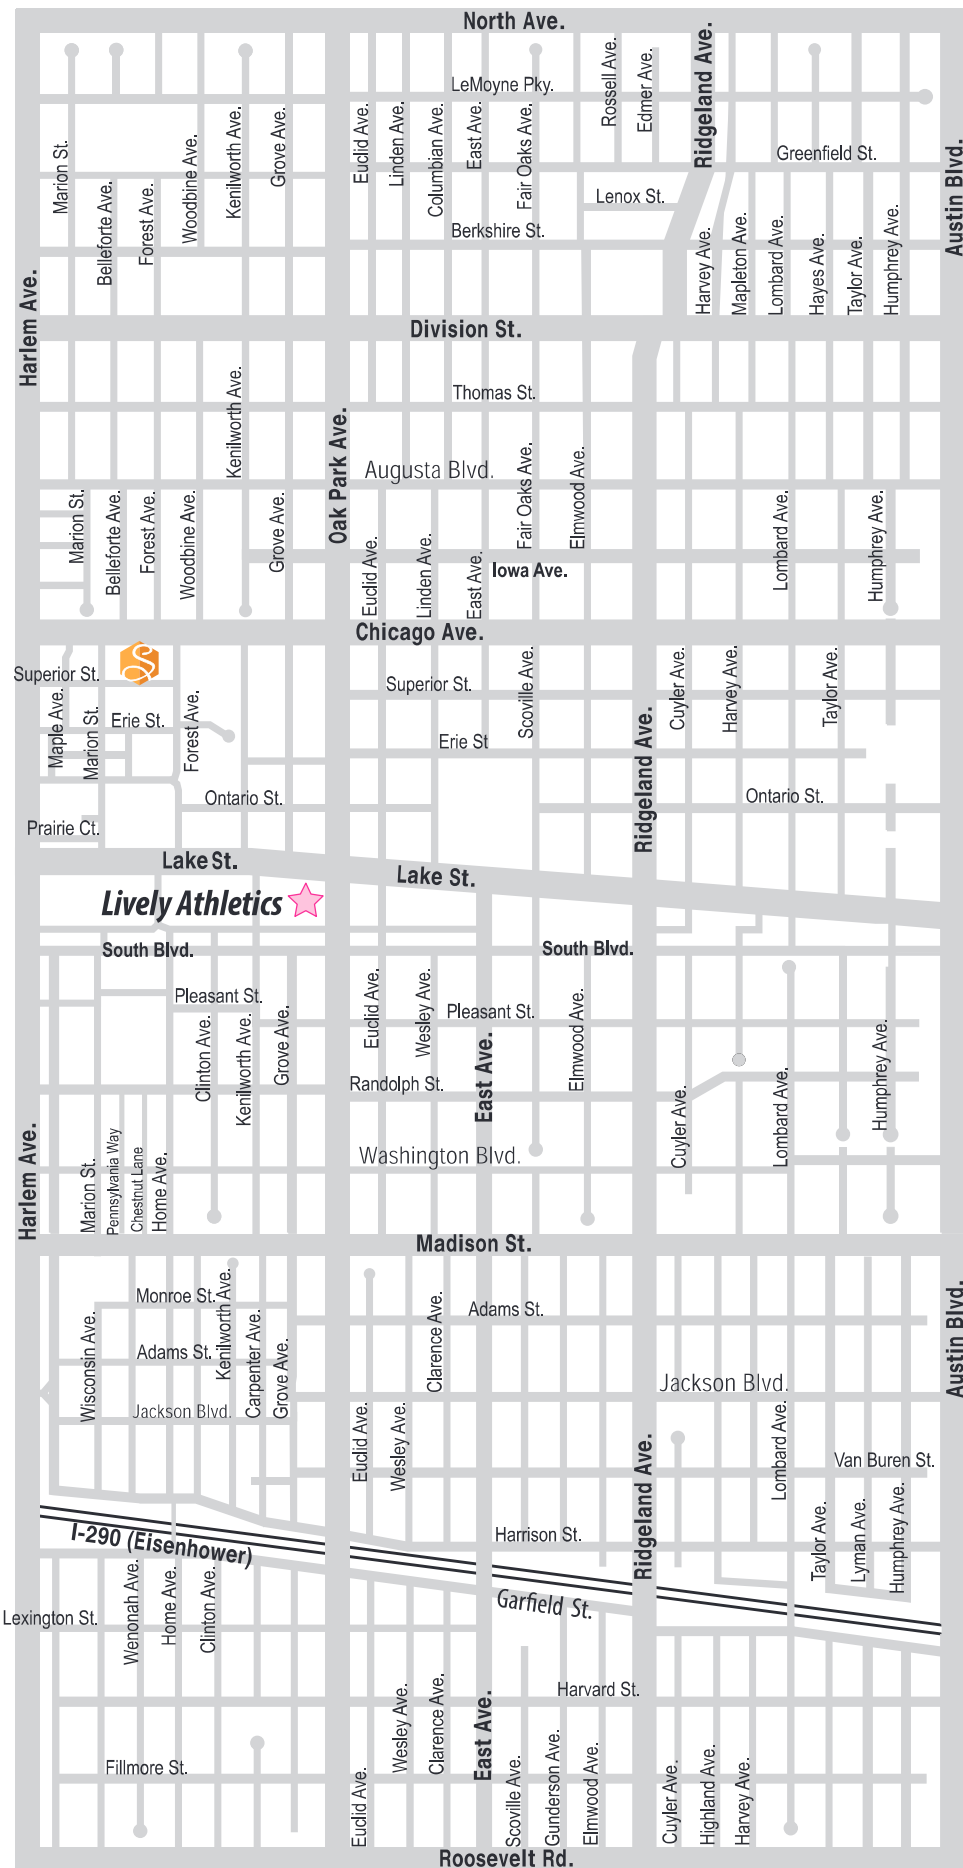 North Ave.
LeMoyne Pky.
Rossell Ave.
Edmer Ave.
Ridgeland Ave.
Marion St.
Belleforte Ave.
Forest Ave.
Woodbine Ave.
Kenilworth Ave.
Grove Ave.
Euclid Ave.
Linden Ave.
Columbian Ave.
East Ave.
Fair Oaks Ave.
Greenfield St.
Austin Blvd.
Lenox St.
Berkshire St.
Harvey Ave.
Mapleton Ave.
Lombard Ave.
Hayes Ave.
Taylor Ave.
Humphrey Ave.
Harlem Ave.
Division St.
Thomas St.
Kenilworth Ave.
Oak Park Ave.
Augusta Blvd.
Fair Oaks Ave.
Elmwood Ave.
Marion St.
Belleforte Ave.
Forest Ave.
Woodbine Ave.
Grove Ave.
Euclid Ave.
Linden Ave.
East Ave.
Iowa Ave.
Lombard Ave.
Humphrey Ave.
Chicago Ave.
S
Superior St.
Superior St.
Maple Ave.
Marion St.
Erie St.
Forest Ave.
Erie St
Scoville Ave.
Ridgeland Ave.
Cuyler Ave.
Harvey Ave.
Taylor Ave.
Ontario St.
Ontario St.
Prairie Ct.
Lake St.
Lake St.
Lively Athletics
South Blvd.
South Blvd.
Pleasant St.
Pleasant St.
Clinton Ave.
Kenilworth Ave.
Grove Ave.
Euclid Ave.
Wesley Ave.
East Ave.
Elmwood Ave.
Randolph St.
Cuyler Ave.
Lombard Ave.
Humphrey Ave.
Harlem Ave.
Marion St.
Pennsylvania Way
Chestnut Lane
Home Ave.
Washington Blvd.
Madison St.
Monroe St.
Adams St.
Wisconsin Ave.
Adams St.
Kenilworth Ave.
Carpenter Ave.
Grove Ave.
Clarence Ave.
Austin Blvd.
Jackson Blvd.
Jackson Blvd.
Euclid Ave.
Wesley Ave.
Ridgeland Ave.
Lombard Ave.
Van Buren St.
I-290 (Eisenhower)
Harrison St.
Taylor Ave.
Lyman Ave.
Humphrey Ave.
Garfield St.
Lexington St.
Wenonah Ave.
Home Ave.
Clinton Ave.
Harvard St.
Wesley Ave.
Clarence Ave.
East Ave.
Fillmore St.
Euclid Ave.
Scoville Ave.
Gunderson Ave.
Elmwood Ave.
Cuyler Ave.
Highland Ave.
Harvey Ave.
Roosevelt Rd.